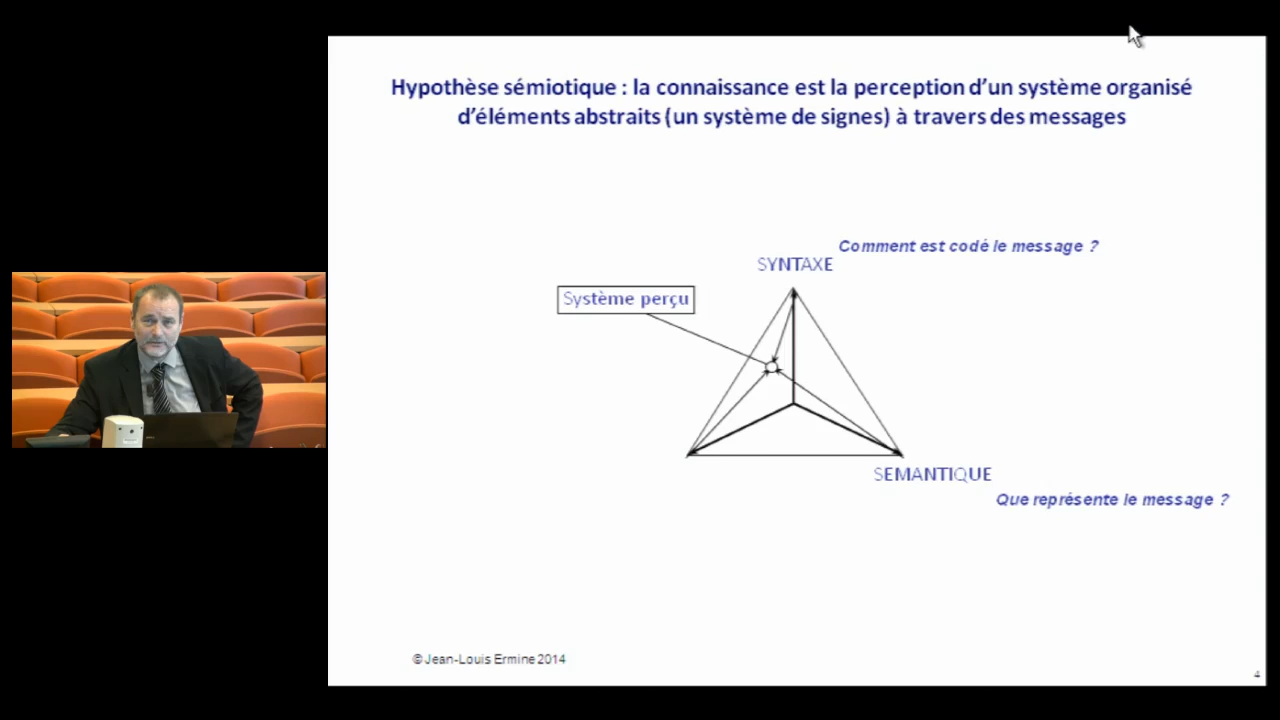 Hypothèse sémiotique : la connaissance est la perception d'un système organisé
d'éléments abstraits (un système de signes) à travers des messages
Comment est codé le message ?
SYNTAXE
Système perçu
SEMANTIQUE
Que représente le message ?
© Jean-Louis Ermine 2014
4